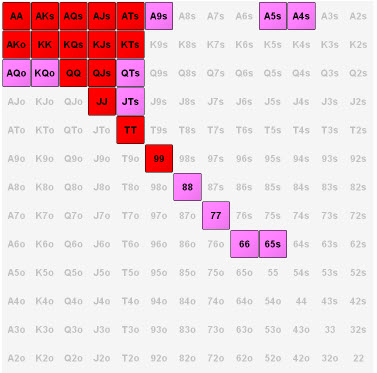 AA AKs AQs AJs ATs A9s A8s A7s A6s A5s A4s A3s A2s
AKo KK KQs KJs KTs K9s K8s K7s K6s K5s K4s K3s K2s
AQo KQo QQ QJs QTs Q9s Q8s Q7s Q6s Q5s Q4s Q3s Q2s
AJo KJo QJo JJ JTs J9s J8s J7s J6s J5s J4s J3s J2s
ATo KTo QTo JTo TT T9s T8s T7s T6s T5s T4s T3s T2s
A9o K9o Q9o J9o T9o 99 98s 97s 96s 95s 94s 93s 92s
A8o K8o Q8o J8o T8o 98o 88 87s 86s 85s 84s 83s 82s
A7o K7o Q7o J7o T7o 97o 87o 77 76s 75s 74s 73s 72s
A6o K6o Q6o J6o T6o 96o 86o 76o 66 65s 64s 63s 62s
A5o K5o Q5o J5o T5o 95o 85o 75o 65o 55 54s 53s 52s
A4o K4o Q4o J4o T4o 94o 84o 74o 64o 54o 44 43s 42s
A3o K3o Q3o J3o T3o 93o 83o 73o 63o 53o 43o 33 32s
A2o K2o Q2o J2o T2o 92o 82o 72o 62o 52o 42o 32o 22